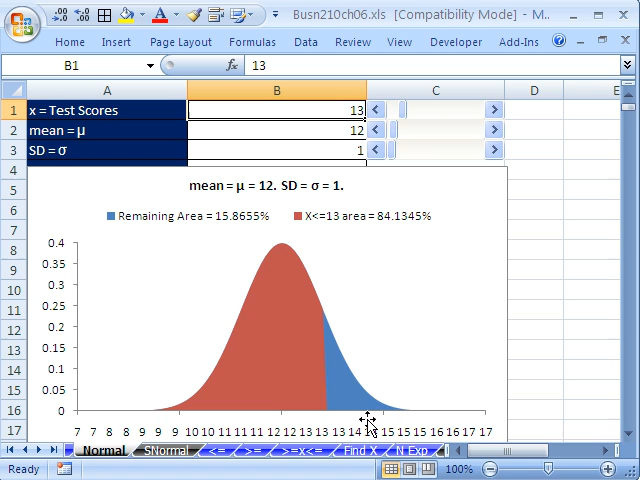 Busn210ch06.xls [Compatibility Mode] - M...
Home Insert Page Layout Formulas Data Review View Developer Add-Ins
B1 fx 13
A B C D E
1 x = Test Scores 13
2 mean = µ 12
3 SD = σ 1
4
5 mean = µ = 12. SD = σ = 1.
6
7 Remaining Area = 15.8655% X<=13 area = 84.1345%
8 0.4
9 0.35
10 0.3
11 0.25
12 0.2
13 0.15
14 0.1
15 0.05
16 0
17 7 7 8 8 9 9 10 10 11 11 12 12 13 13 14 14 15 15 16 16 17 17
Normal SNormal <= >= >=x<= Find X N Exp
Ready 100%